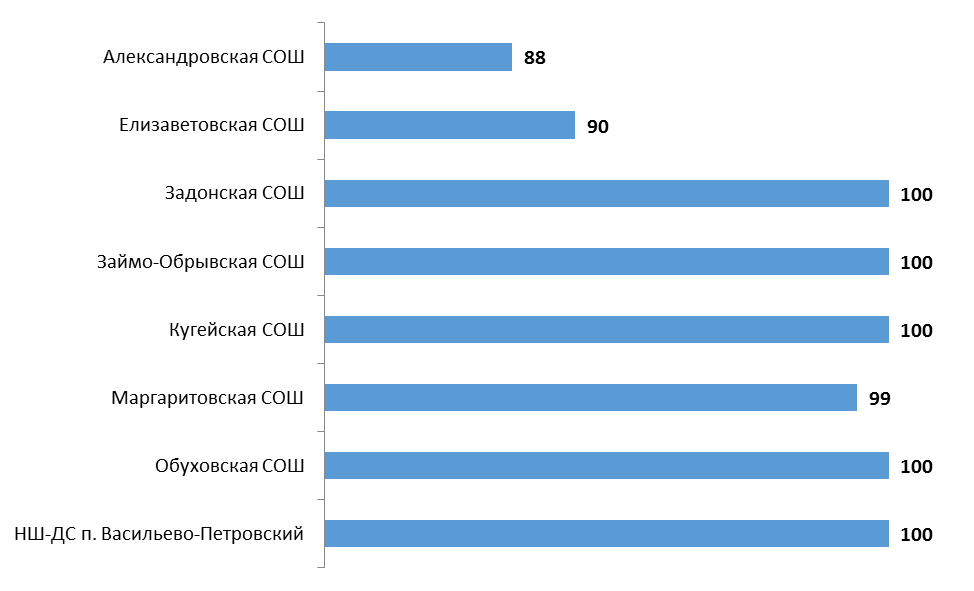 Александровская СОШ 88
Елизаветовская СОШ 90
Задонская СОШ 100
Займо-Обрывская СОШ 100
Кугейская СОШ 100
Маргаритовская СОШ 99
Обуховская СОШ 100
НШ-ДС п. Васильево-Петровский 100